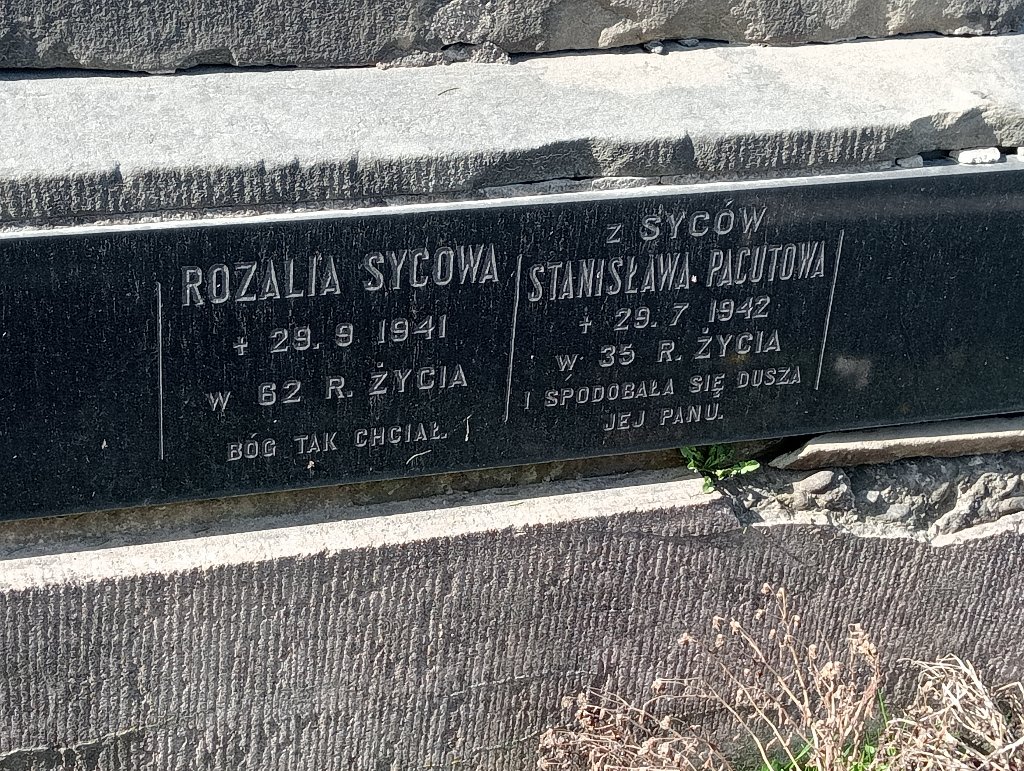 ROZALIA SYCOWA
+ 29. 9 1941
W 62 R. ŻYCIA
BÓG TAK CHCIAŁ.
Z SYCÓW
STANISŁAWA PACUTOWA
+ 29. 7 1942
W 35 R. ŻYCIA
I SPODOBAŁA SIĘ DUSZA
JEJ PANU.